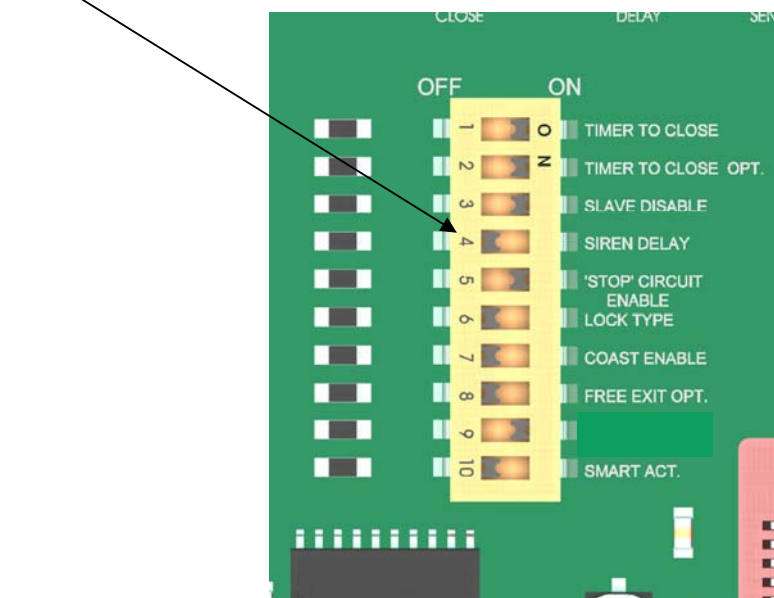 CLOSE DELAY
OFF ON
1 O TIMER TO CLOSE
2 N TIMER TO CLOSE OPT.
3 SLAVE DISABLE
4 SIREN DELAY
5 'STOP' CIRCUIT
ENABLE
6 LOCK TYPE
7 COAST ENABLE
8 FREE EXIT OPT.
9
10 SMART ACT.